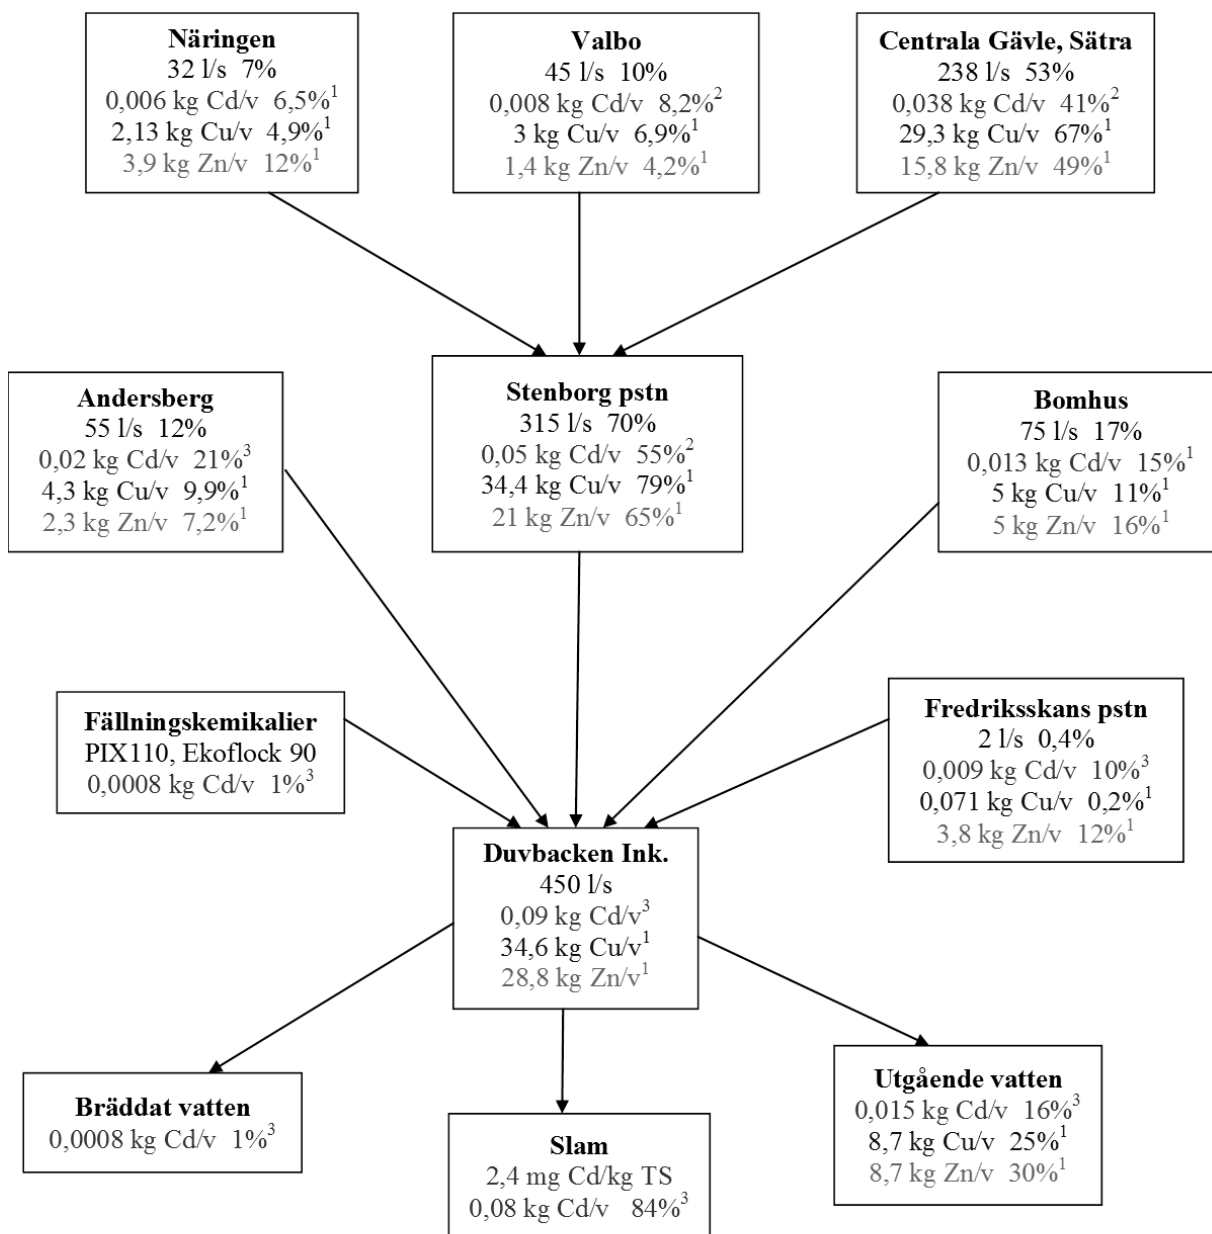 Näringen
32 l/s 7%
0,006 kg Cd/v 6,5%¹
2,13 kg Cu/v 4,9%¹
3,9 kg Zn/v 12%¹
Valbo
45 l/s 10%
0,008 kg Cd/v 8,2%²
3 kg Cu/v 6,9%¹
1,4 kg Zn/v 4,2%¹
Centrala Gävle, Sätra
238 l/s 53%
0,038 kg Cd/v 41%²
29,3 kg Cu/v 67%¹
15,8 kg Zn/v 49%¹
Andersberg
55 l/s 12%
0,02 kg Cd/v 21%³
4,3 kg Cu/v 9,9%¹
2,3 kg Zn/v 7,2%¹
Stenborg pstn
315 l/s 70%
0,05 kg Cd/v 55%²
34,4 kg Cu/v 79%¹
21 kg Zn/v 65%¹
Bomhus
75 l/s 17%
0,013 kg Cd/v 15%¹
5 kg Cu/v 11%¹
5 kg Zn/v 16%¹
Fällningskemikalier
PIX110, Ekoflock 90
0,0008 kg Cd/v 1%³
Fredriksskans pstn
2 l/s 0,4%
0,009 kg Cd/v 10%³
0,071 kg Cu/v 0,2%¹
3,8 kg Zn/v 12%¹
Duvbacken Ink.
450 l/s
0,09 kg Cd/v³
34,6 kg Cu/v¹
28,8 kg Zn/v¹
Bräddat vatten
0,0008 kg Cd/v 1%³
Slam
2,4 mg Cd/kg TS
0,08 kg Cd/v 84%³
Utgående vatten
0,015 kg Cd/v 16%³
8,7 kg Cu/v 25%¹
8,7 kg Zn/v 30%¹